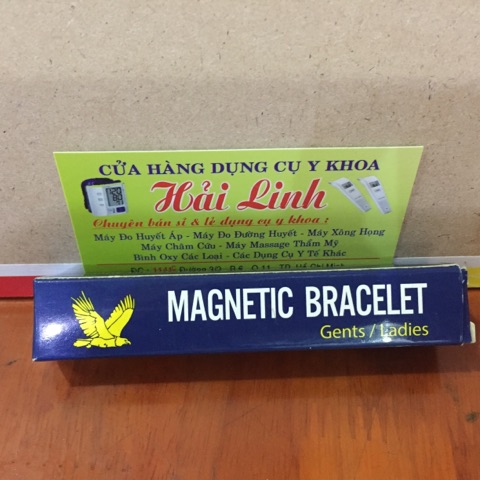 CỬA HÀNG DỤNG CỤ Y KHOA
Hải Linh
Chuyên bán sỉ & lẻ dụng cụ y khoa :
Máy Đo Huyết Áp - Máy Đo Đường Huyết - Máy Xông Họng
Máy Châm Cứu - Máy Massage Thẩm Mỹ
Bình Oxy Các Loại - Các Dụng Cụ Y Tế Khác
MAGNETIC BRACELET
Gents / Ladies